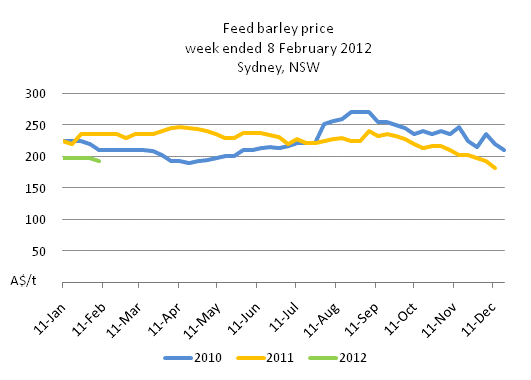 Feed barley price
week ended 8 February 2012
Sydney, NSW
300
250
200
150
100
50
A$/t
11-Jan
11-Feb
11-Mar
11-Apr
11-May
11-Jun
11-Jul
11-Aug
11-Sep
11-Oct
11-Nov
11-Dec
2010
2011
2012